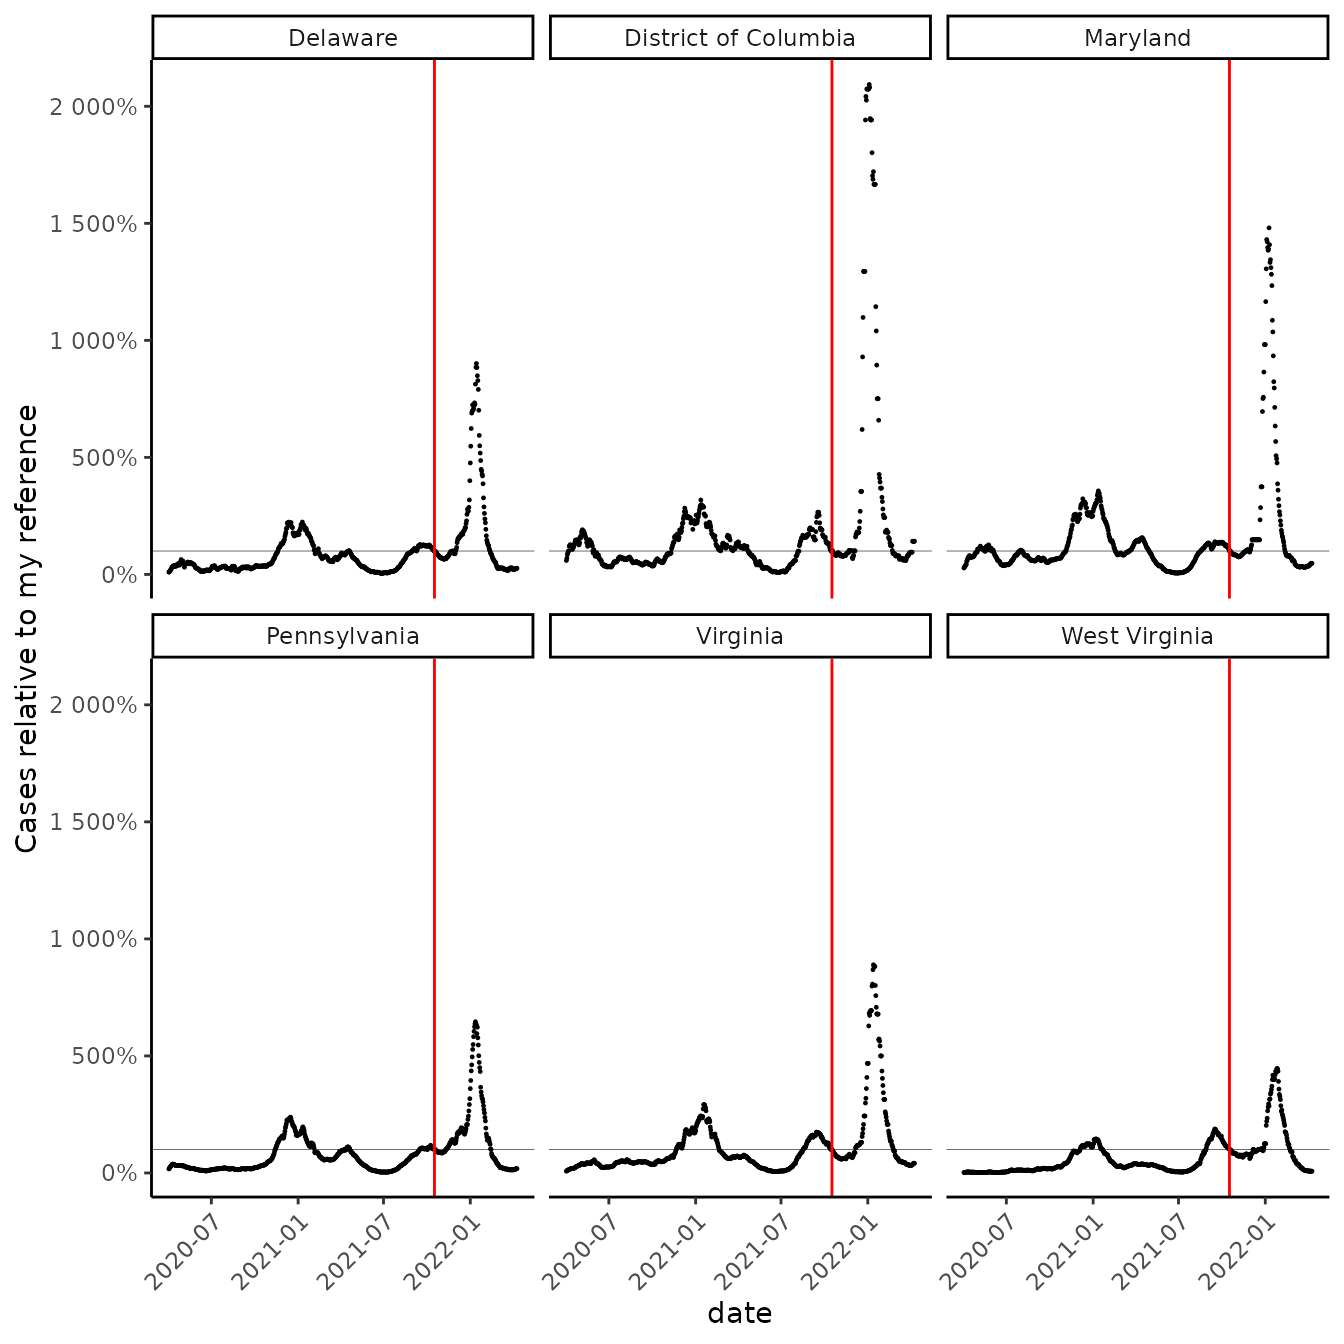 Delaware
District of Columbia
Maryland
2 000%
1 500%
1 000%
500%
0%
Pennsylvania
Virginia
West Virginia
2 000%
1 500%
1 000%
500%
0%
Cases relative to my reference
2020-07
2021-01
2021-07
2022-01
2020-07
2021-01
2021-07
2022-01
2020-07
2021-01
2021-07
2022-01
date